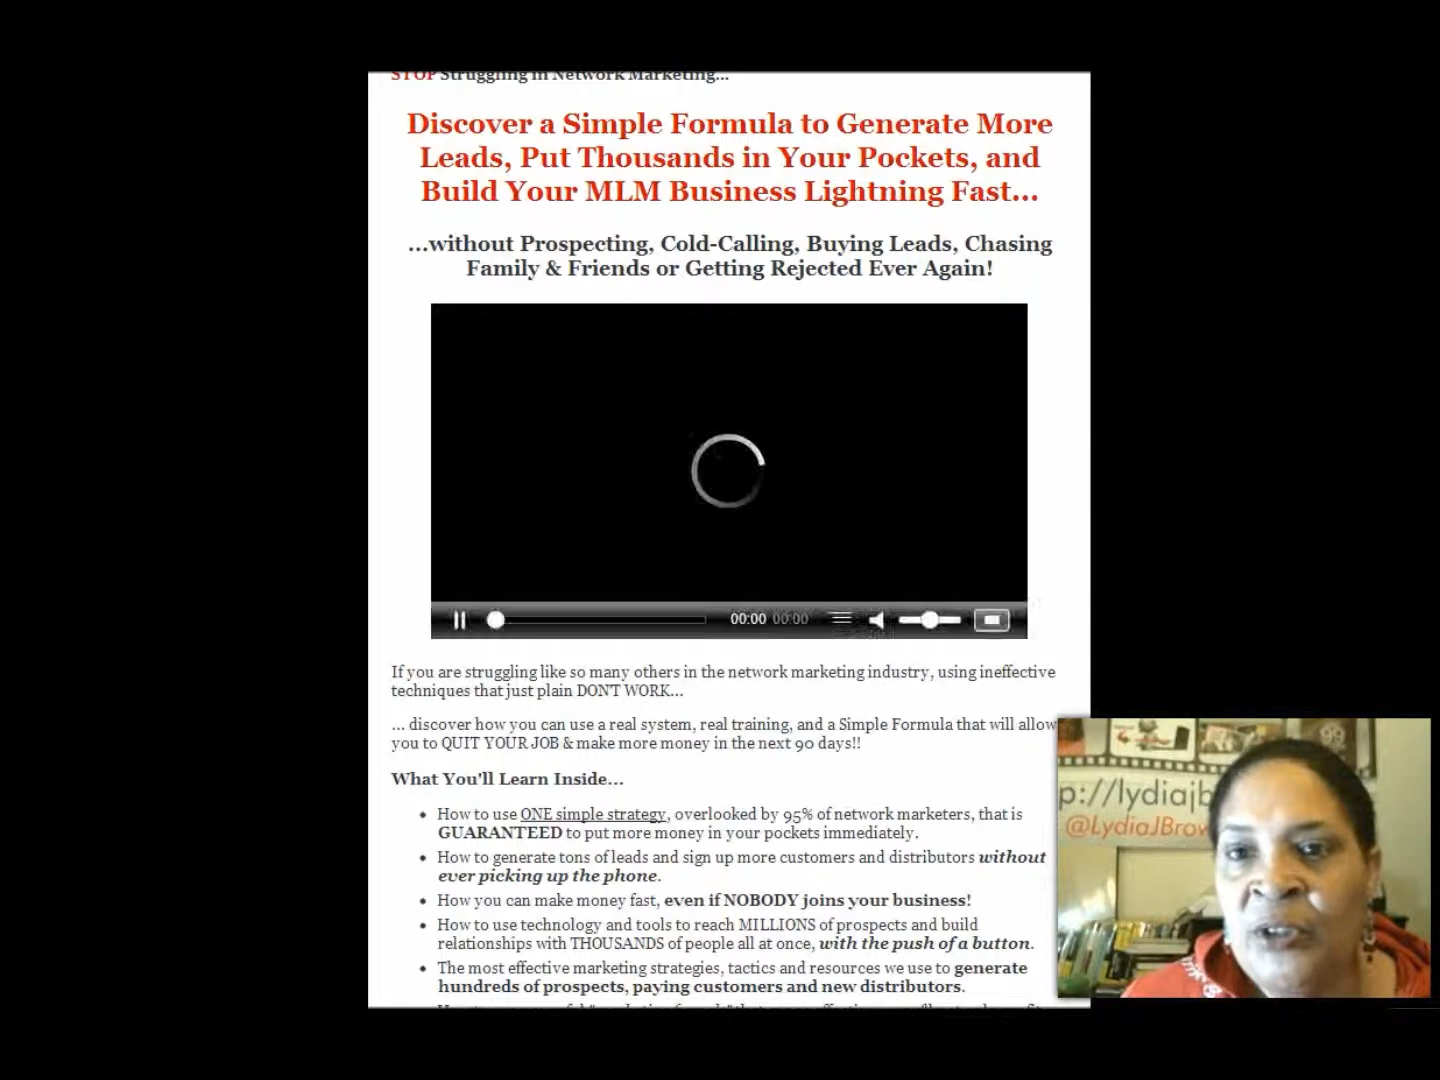 STOP Struggling in Network Marketing...
Discover a Simple Formula to Generate More
Leads, Put Thousands in Your Pockets, and
Build Your MLM Business Lightning Fast...
...without Prospecting, Cold-Calling, Buying Leads, Chasing
Family & Friends or Getting Rejected Ever Again!
00:00 00:00
If you are struggling like so many others in the network marketing industry, using ineffective
techniques that just plain DON'T WORK...
... discover how you can use a real system, real training, and a Simple Formula that will allow
you to QUIT YOUR JOB & make more money in the next 90 days!!
What You'll Learn Inside...
• How to use ONE simple strategy, overlooked by 95% of network marketers, that is
GUARANTEED to put more money in your pockets immediately.
• How to generate tons of leads and sign up more customers and distributors without
ever picking up the phone.
• How you can make money fast, even if NOBODY joins your business!
• How to use technology and tools to reach MILLIONS of prospects and build
relationships with THOUSANDS of people all at once, with the push of a button.
• The most effective marketing strategies, tactics and resources we use to generate
hundreds of prospects, paying customers and new distributors.
99
p://lydiajb
@LydiaJBrow